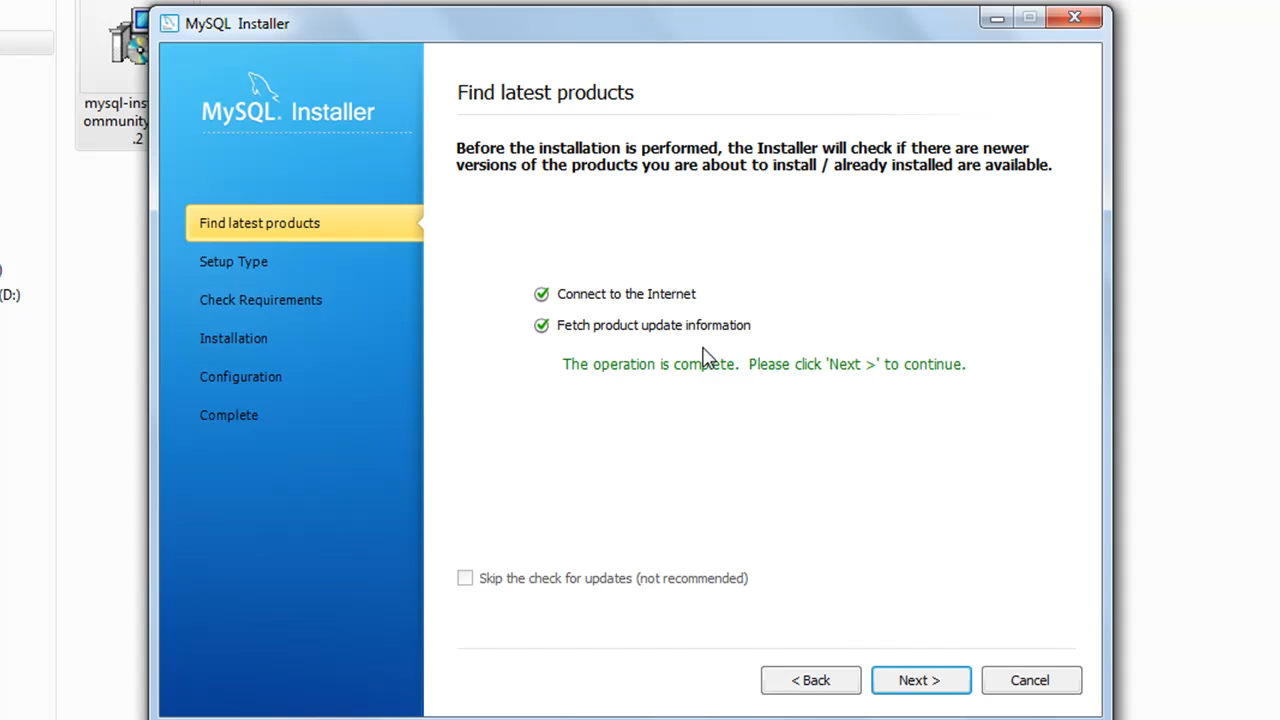 MySQL Installer
mysql-ins
ommunity
.2
(D:)
MySQL. Installer
Find latest products
Setup Type
Check Requirements
Installation
Configuration
Complete
Find latest products
Before the installation is performed, the Installer will check if there are newer
versions of the products you are about to install / already installed are available.
Connect to the Internet
Fetch product update information
The operation is complete. Please click 'Next >' to continue.
Skip the check for updates (not recommended)
< Back
Next >
Cancel